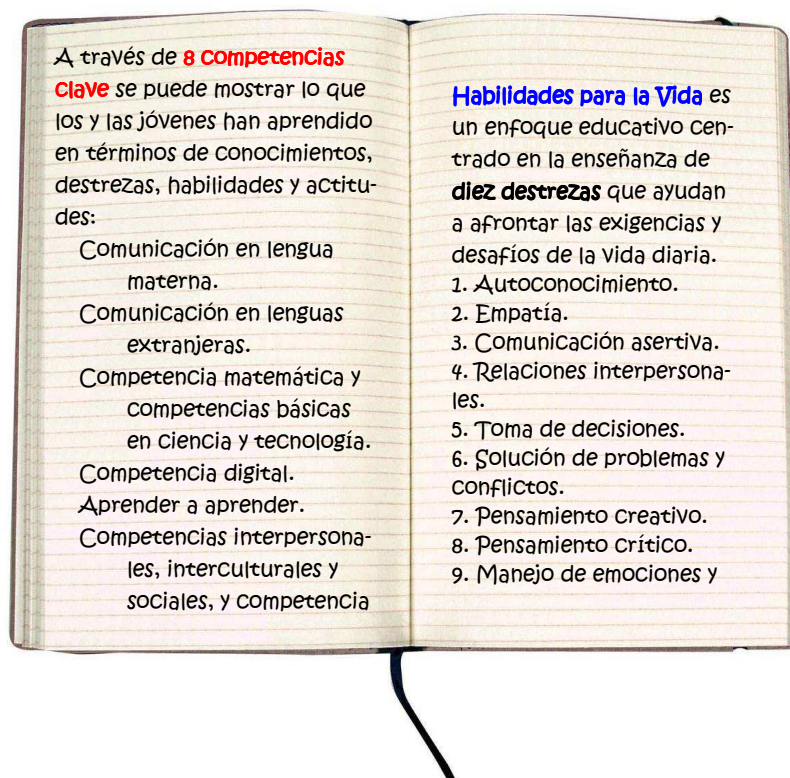 A través de 8 competencias
clave se puede mostrar lo que
los y las jóvenes han aprendido
en términos de conocimientos,
destrezas, habilidades y actitu-
des:
Comunicación en lengua
materna.
Comunicación en lenguas
extranjeras.
Competencia matemática y
competencias básicas
en ciencia y tecnología.
Competencia digital.
Aprender a aprender.
Competencias interpersona-
les, interculturales y
sociales, y competencia
Habilidades para la Vida es
un enfoque educativo cen-
trado en la enseñanza de
diez destrezas que ayudan
a afrontar las exigencias y
desafíos de la vida diaria.
1. Autoconocimiento.
2. Empatía.
3. Comunicación asertiva.
4. Relaciones interpersona-
les.
5. Toma de decisiones.
6. Solución de problemas y
conflictos.
7. Pensamiento creativo.
8. Pensamiento crítico.
9. Manejo de emociones y